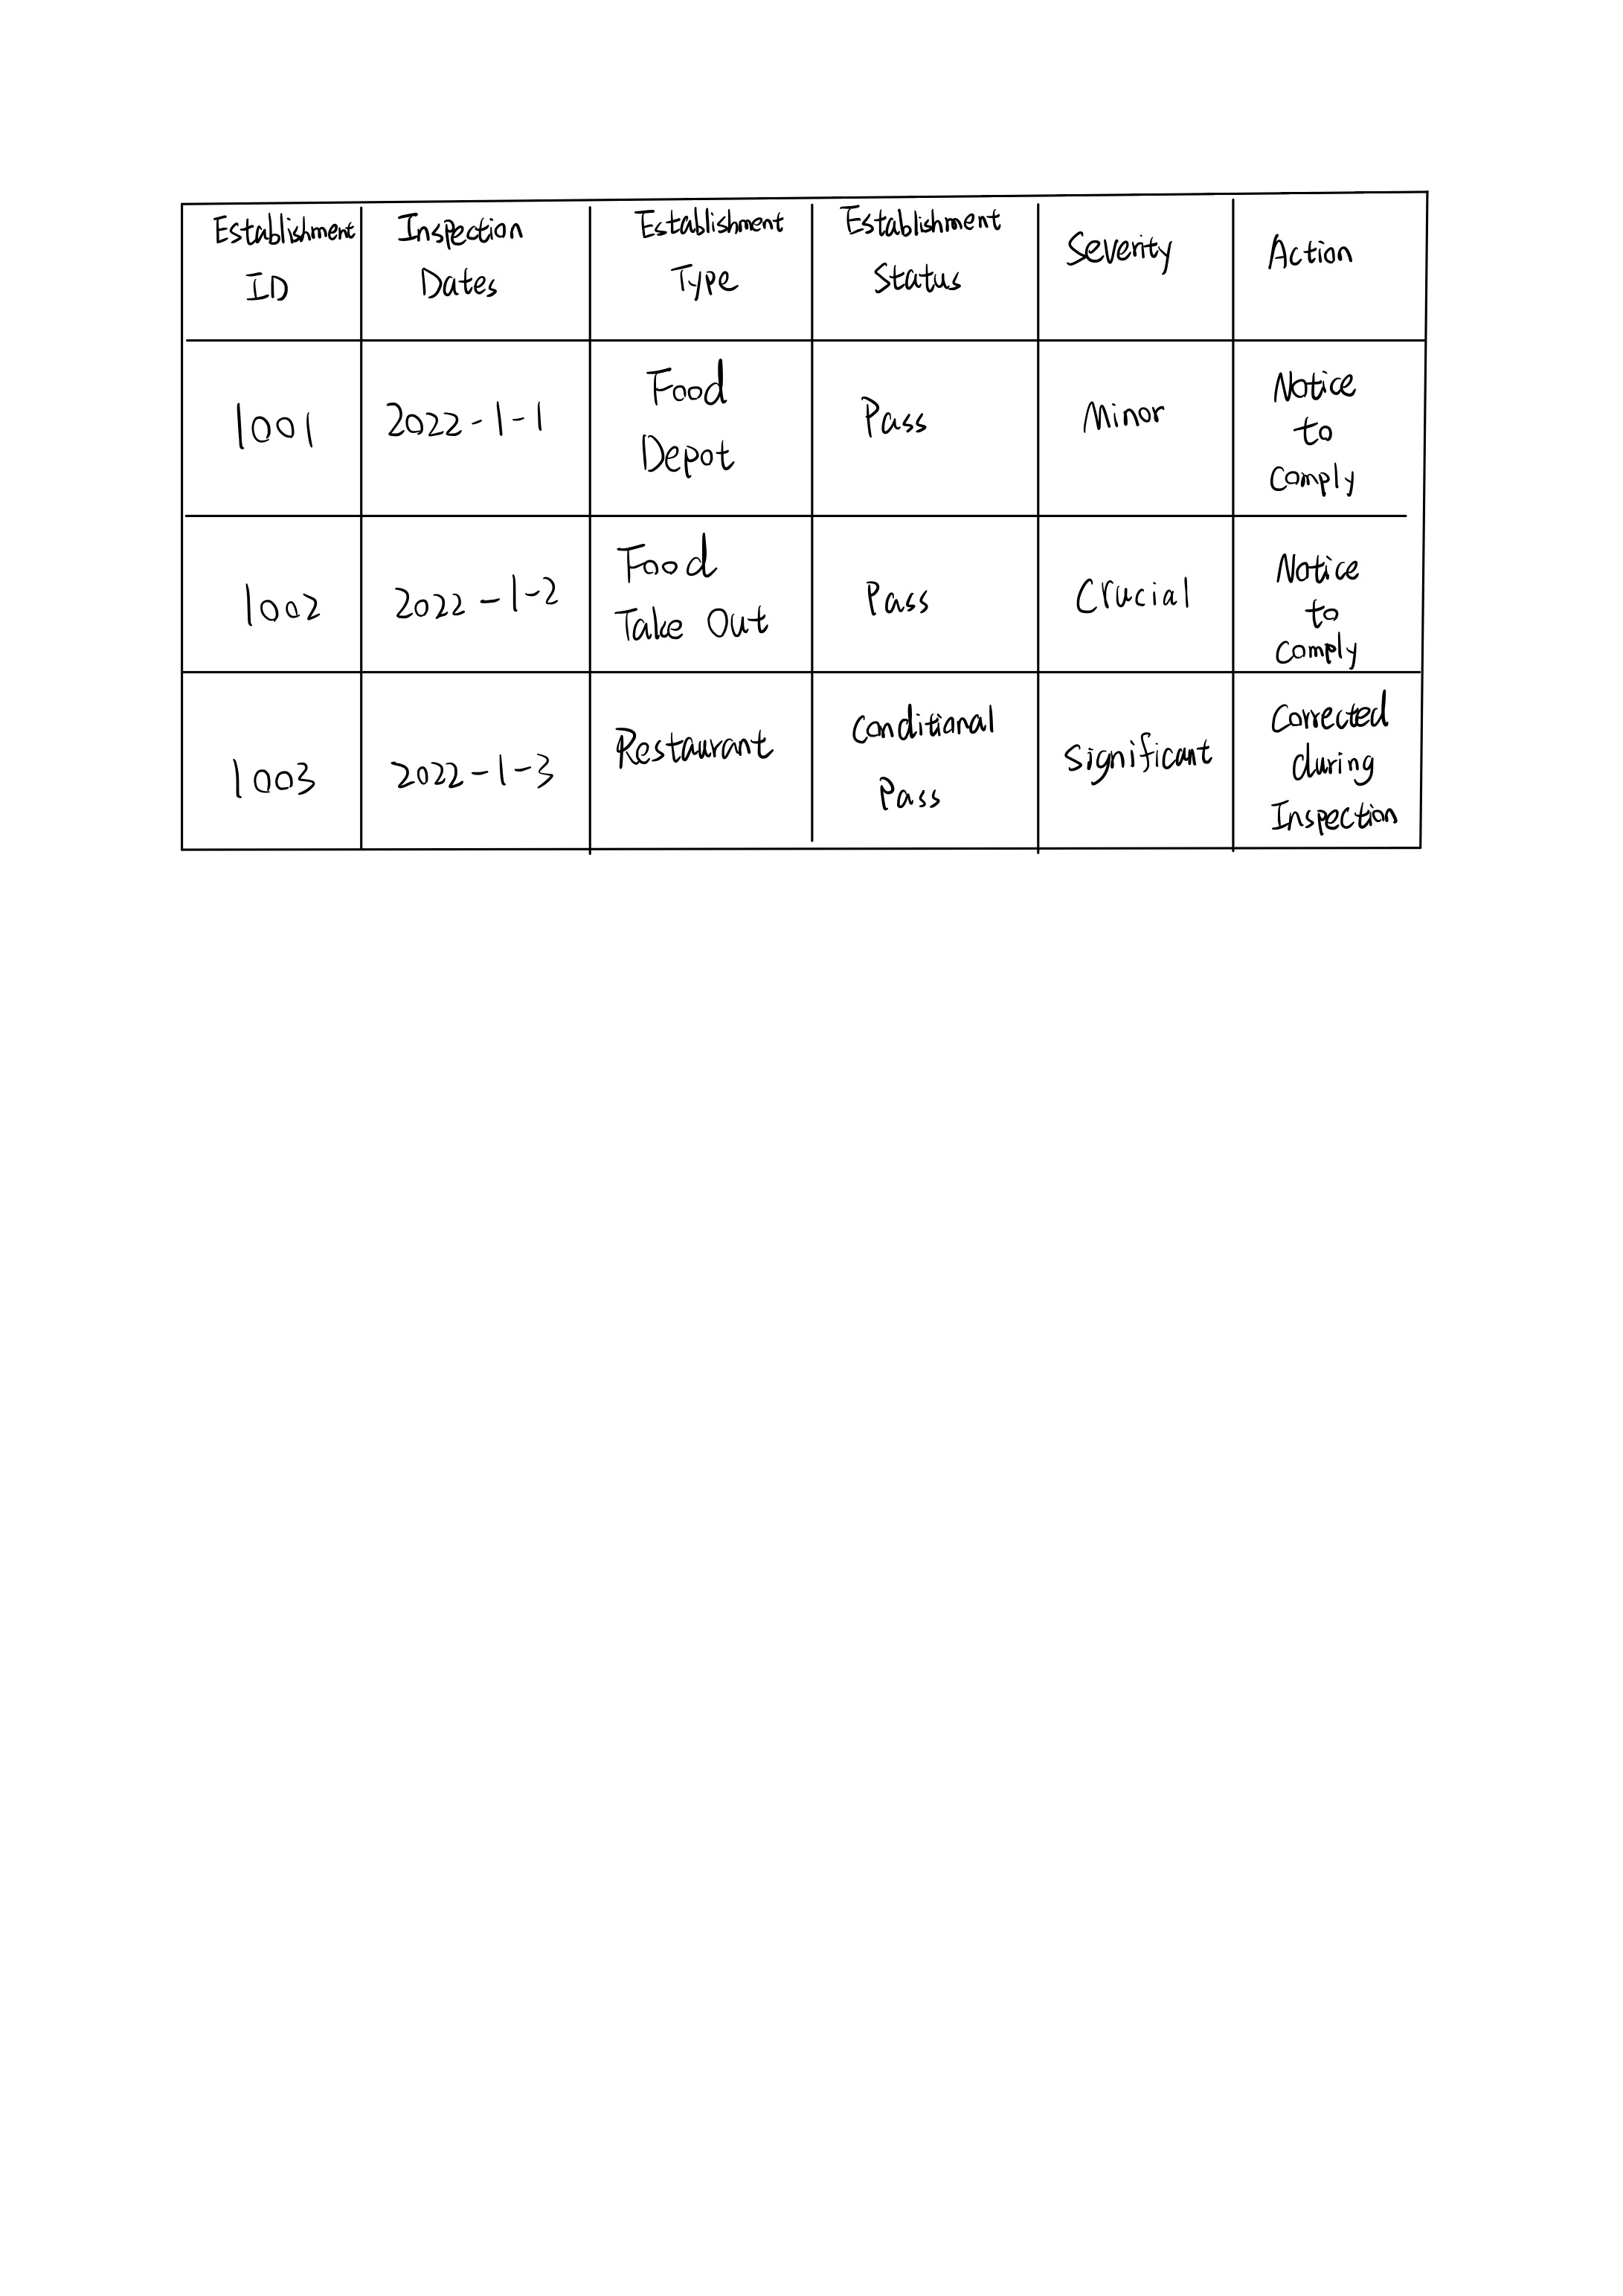 Establishment ID
Inspection Dates
Establishment Type
Establishment Status
Severity
Action
1001
2022-1-1
Food
Depot
Pass
Minor
Notice
to
comply
1002
2022-1-2
Food
Take Out
Pass
Crucial
Notice
to
comply
1003
2022-1-3
Restaurant
Conditional
Pass
Significant
Corrected
during
Inspection